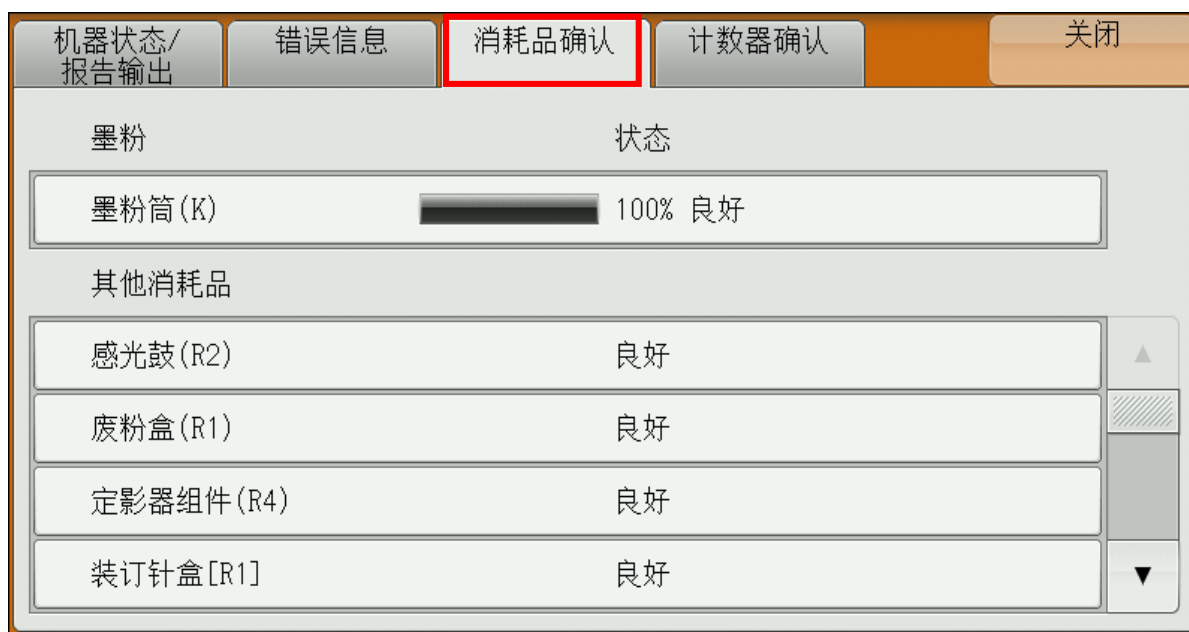 机器状态/
报告输出
错误信息
消耗品确认
计数器确认
关闭
墨粉 状态
墨粉筒(K) 100% 良好
其他消耗品
感光鼓(R2) 良好
废粉盒(R1) 良好
定影器组件(R4) 良好
装订针盒[R1] 良好